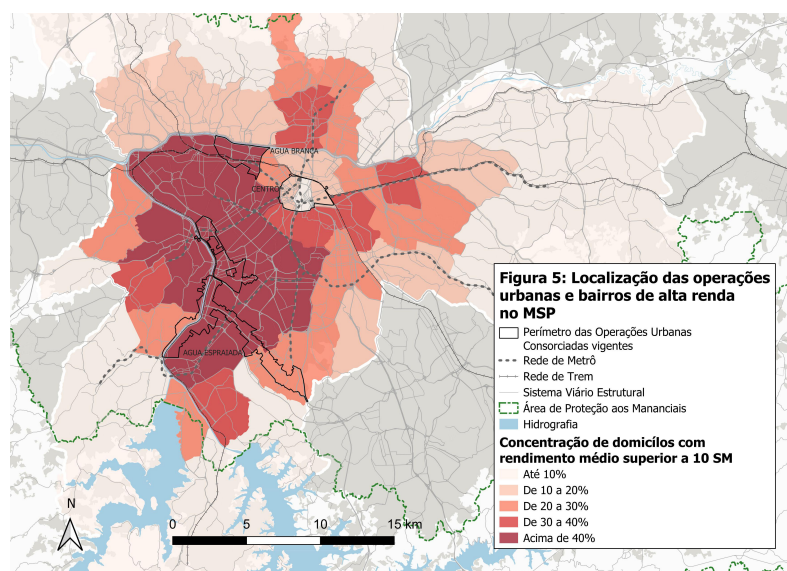 AGUA BRANCA
CENTRO
AGUA ESPRAIADA
Figura 5: Localização das operações
urbanas e bairros de alta renda
no MSP
Perímetro das Operações Urbanas
Consorciadas vigentes
Rede de Metrô
Rede de Trem
Sistema Viário Estrutural
Área de Proteção aos Mananciais
Hidrografia
Concentração de domicílos com
rendimento médio superior a 10 SM
Até 10%
De 10 a 20%
De 20 a 30%
De 30 a 40%
Acima de 40%
N
0 5 10 15 km